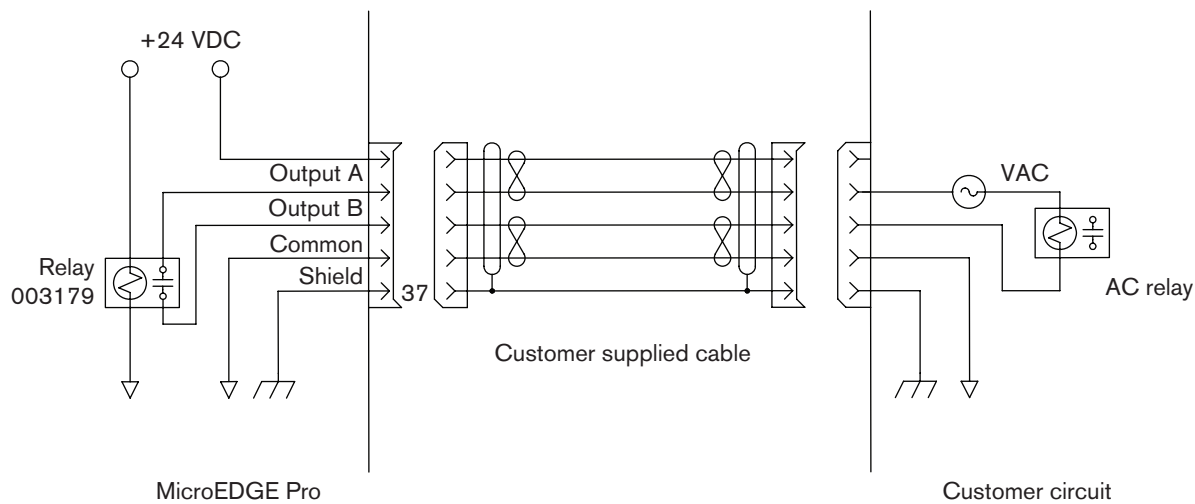 +24 VDC
Output A
Output B
Common
Shield
Relay
003179
37
VAC
AC relay
Customer supplied cable
MicroEDGE Pro
Customer circuit